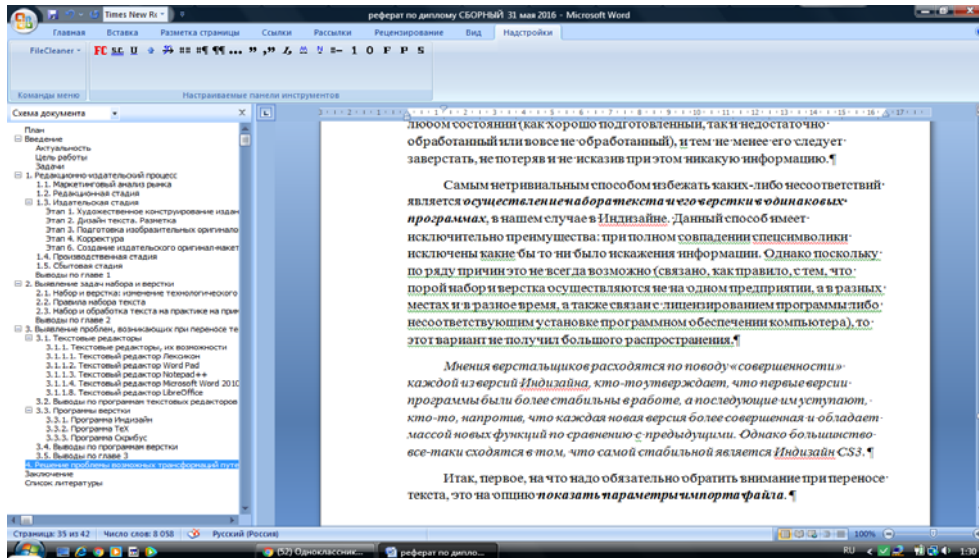 Times New Ro
реферат по диплому СБОРНЫЙ 31 мая 2016 - Microsoft Word
Главная Вставка Разметка страницы Ссылки Рассылки Рецензирование Вид Надстройки
FileCleaner FC
Команды меню Настраиваемые панели инструментов
Схема документа
План
Введение
Актуальность
Цель работы
Задачи
1. Редакционно-издательский процесс
1.1. Маркетинговый анализ рынка
1.2. Редакционная стадия
1.3. Издательская стадия
Этап 1. Художественное конструирование издан
Этап 2. Дизайн текста. Разметка
Этап 3. Подготовка изобразительных оригинало
Этап 4. Корректура
Этап 6. Создание издательского оригинал-макет
1.4. Производственная стадия
1.5. Сбытовая стадия
Выводы по главе 1
2. Выявление задач набора и верстки
2.1. Набор и верстка: изменение технологического
2.2. Правила набора текста
2.3. Набор и обработка текста на практике на прим
Выводы по главе 2
3. Выявление проблем, возникающих при переносе те
3.1. Текстовые редакторы
3.1.1. Текстовые редакторы, их возможности
3.1.1.1. Текстовый редактор Лексикон
3.1.1.2. Текстовый редактор Word Pad
3.1.1.3. Текстовый редактор Notepad++
3.1.1.4. Текстовый редактор Microsoft Word 2010
3.1.1.8. Текстовый редактор LibreOffice
3.2. Выводы по программам текстовых редакторов
3.3. Программы верстки
3.3.1. Программа Индизайн
3.3.2. Программа TeX
3.3.3. Программа Скрибус
3.4. Выводы по программам верстки
3.5. Выводы по главе 3
4. Решение проблемы возможных трансформаций путе
Заключение
Список литературы
любом состоянии (как хорошо подготовленный, так и недостаточно
обработанный или вовсе не обработанный), и тем не менее его следует
заверстать, не потеряв и не исказив при этом никакую информацию.¶
Самым нетривиальным способом избежать каких-либо несоответствий
является осуществление набора текста и его верстки в одинаковых
программах, в нашем случае в Индизайне. Данный способ имеет
исключительно преимущества: при полном совпадении спецсимволики
исключены какие бы то ни было искажения информации. Однако поскольку
по ряду причин это не всегда возможно (связано, как правило, с тем, что
порой набор и верстка осуществляются не на одном предприятии, а в разных
местах и в разное время, а также связан с лицензированием программы либо
несоответствующим установке программном обеспечении компьютера), то
этот вариант не получил большого распространения.¶
Мнения верстальщиков расходятся по поводу «совершенности»
каждой из версий Индизайна, кто-то утверждает, что первые версии
программы были более стабильны в работе, а последующие им уступают,
кто-то, напротив, что каждая новая версия более совершенная и обладает
массой новых функций по сравнению с предыдущими. Однако большинство
все-таки сходятся в том, что самой стабильной является Индизайн CS3.¶
Итак, первое, на что надо обязательно обратить внимание при переносе
текста, это на опцию показать параметры импорта файла.¶
Страница: 35 из 42 Число слов: 8 058 Русский (Россия) 100%
(52) Одноклассник... реферат по дипло... RU 1:30